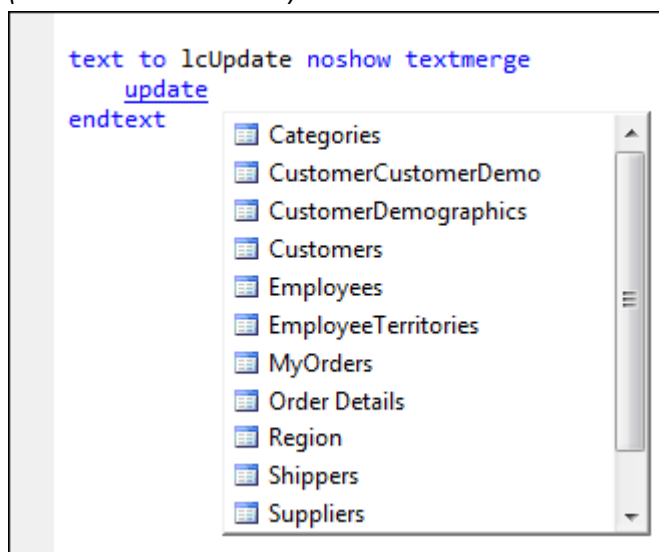 text to lcUpdate noshow textmerge
update
endtext
Categories
CustomerCustomerDemo
CustomerDemographics
Customers
Employees
EmployeeTerritories
MyOrders
Order Details
Region
Shippers
Suppliers